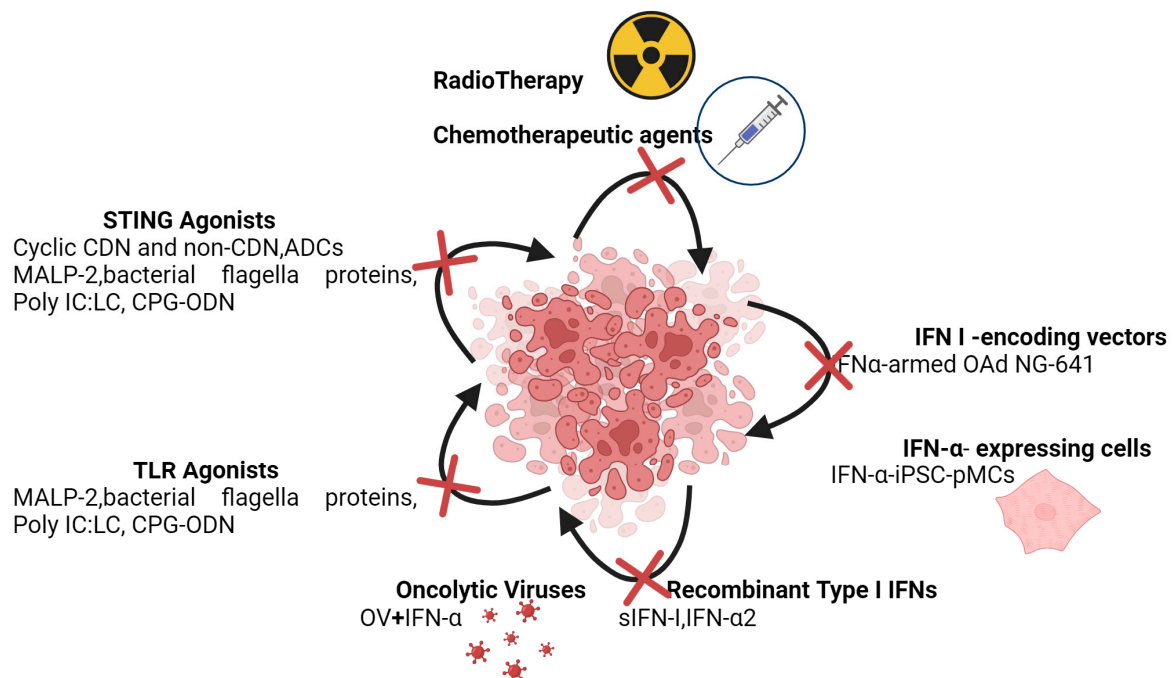 RadioTherapy
Chemotherapeutic agents
STING Agonists
Cyclic CDN and non-CDN,ADCs
MALP-2,bacterial flagella proteins,
Poly IC:LC, CPG-ODN
IFN I -encoding vectors
FNα-armed OAd NG-641
IFN-α- expressing cells
IFN-α-iPSC-pMCs
TLR Agonists
MALP-2,bacterial flagella proteins,
Poly IC:LC, CPG-ODN
Oncolytic Viruses
OV+IFN-α
Recombinant Type I IFNs
sIFN-I,IFN-α2